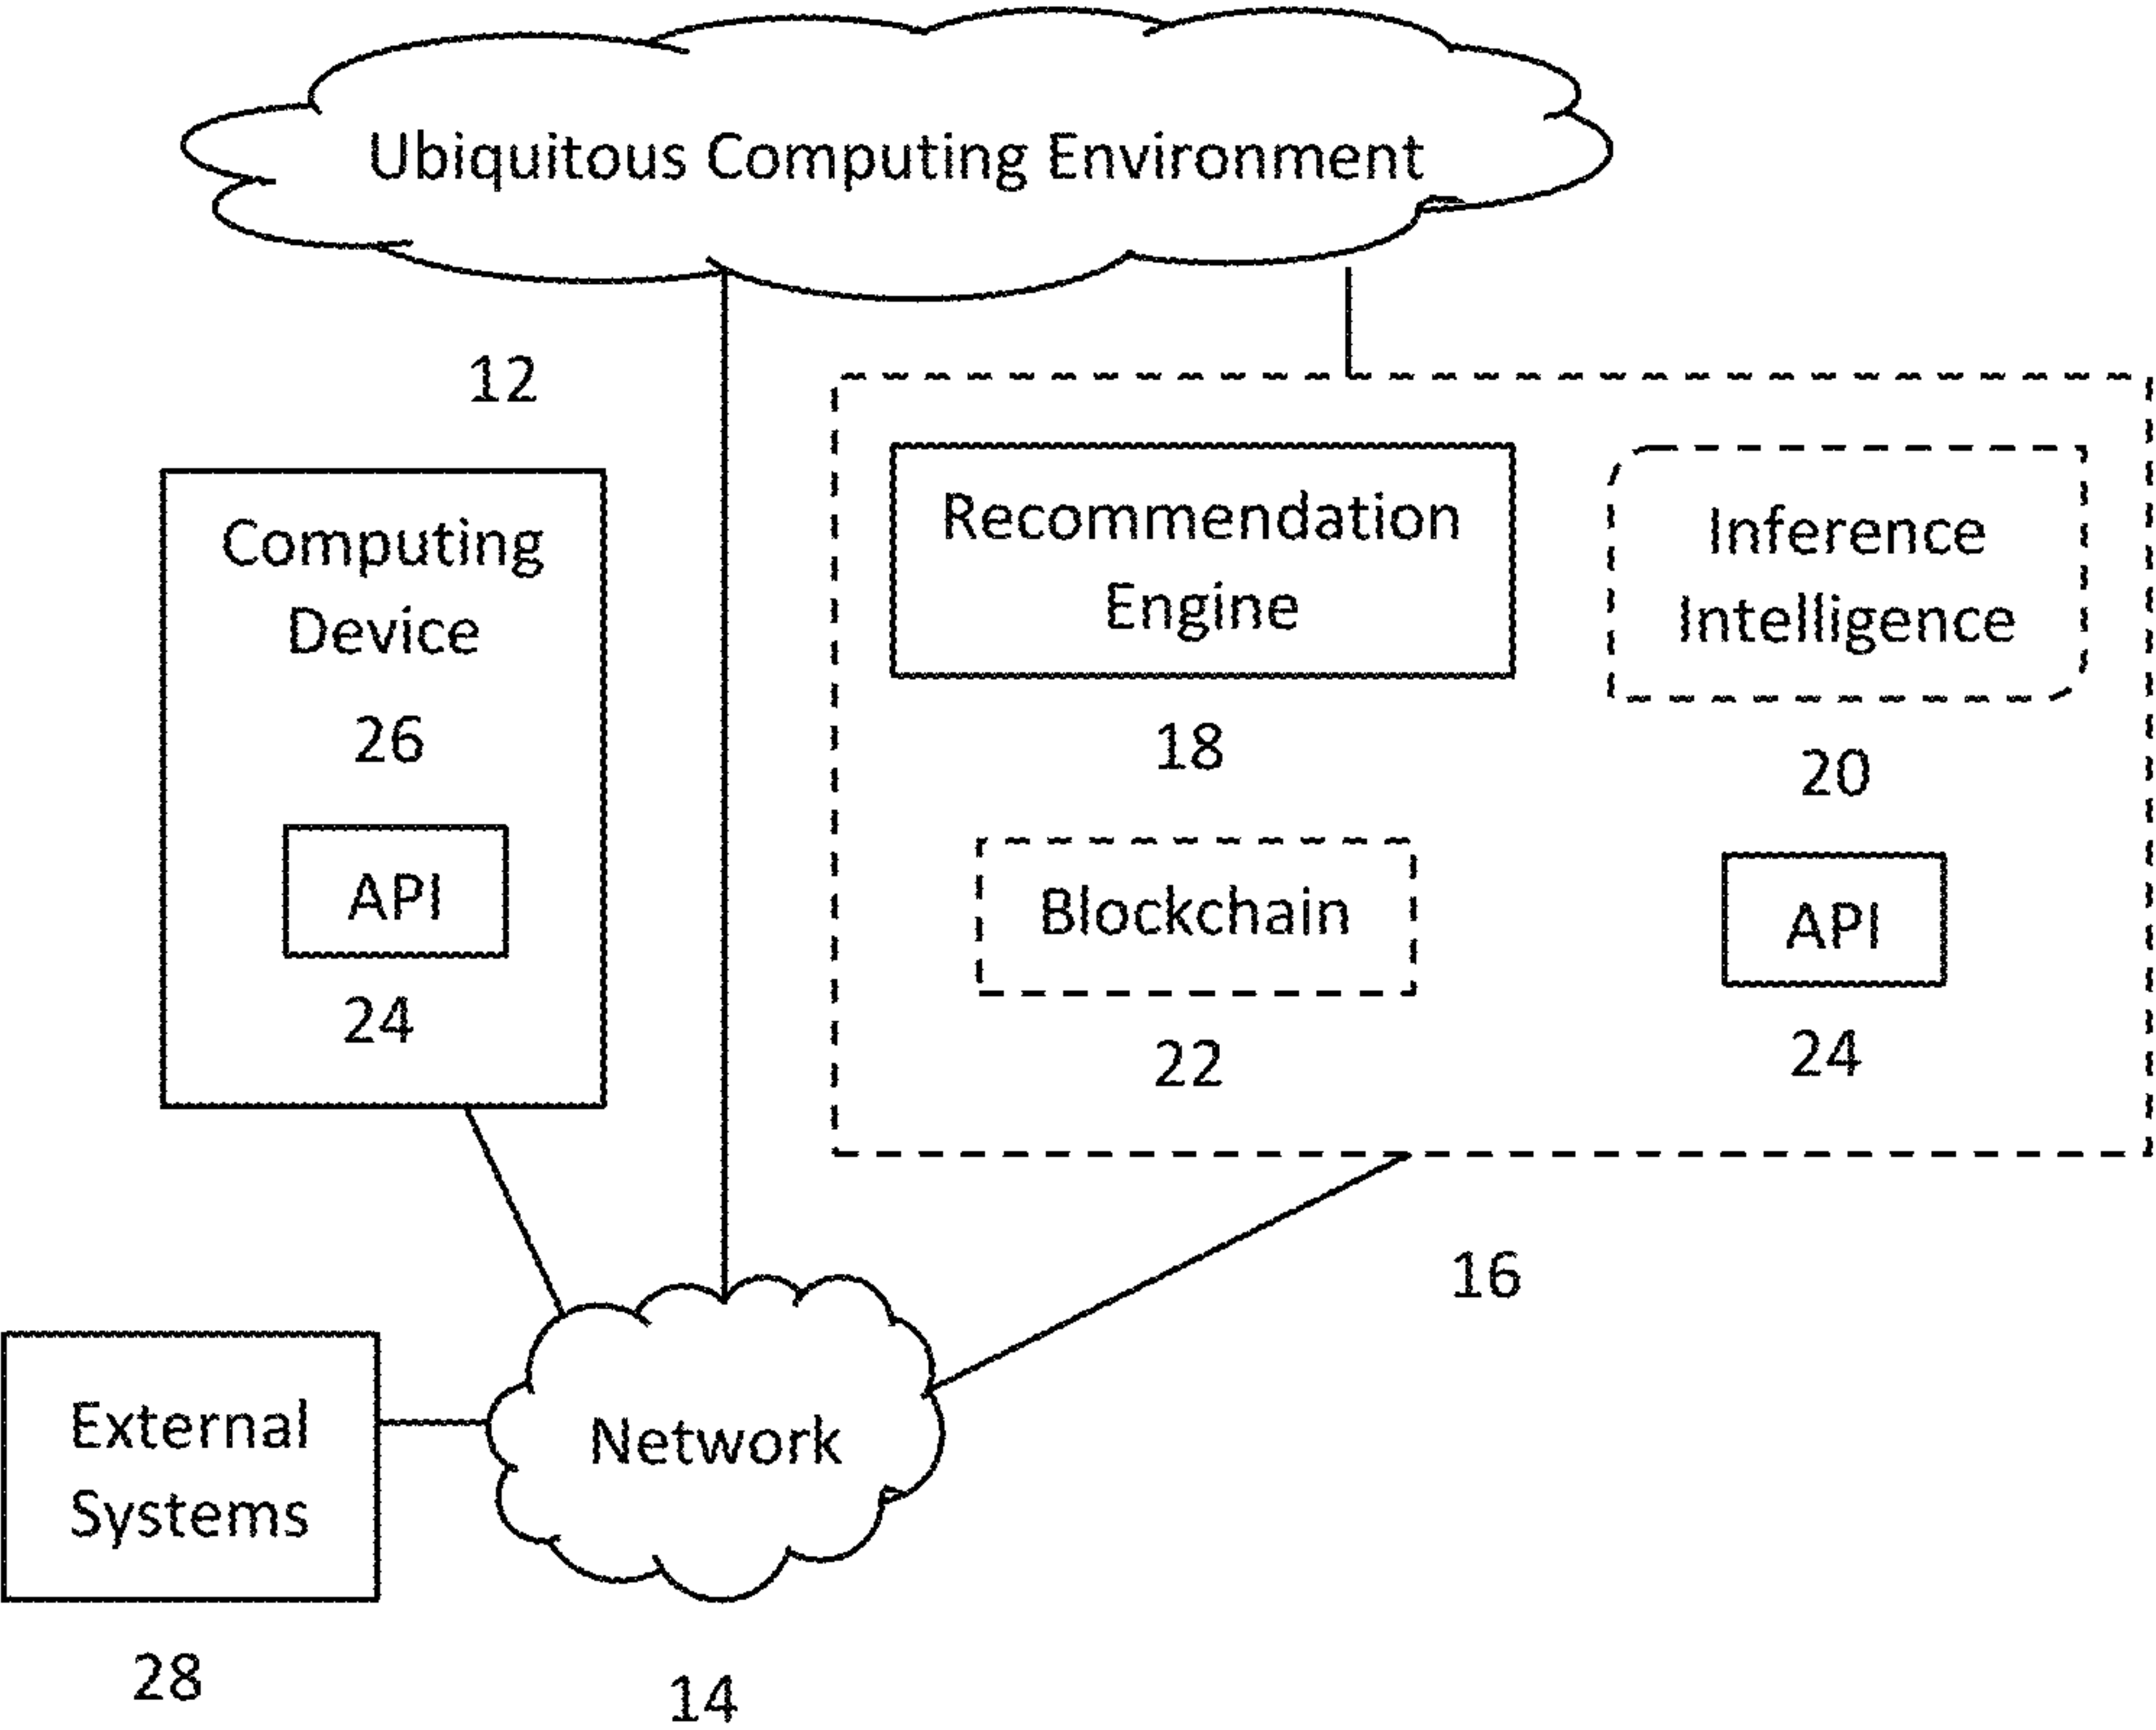 Ubiquitous Computing Environment
12
Computing
Device
26
API
24
Recommendation
Engine
18
Inference
Intelligence
20
Blockchain
22
API
24
16
External
Systems
28
Network
14